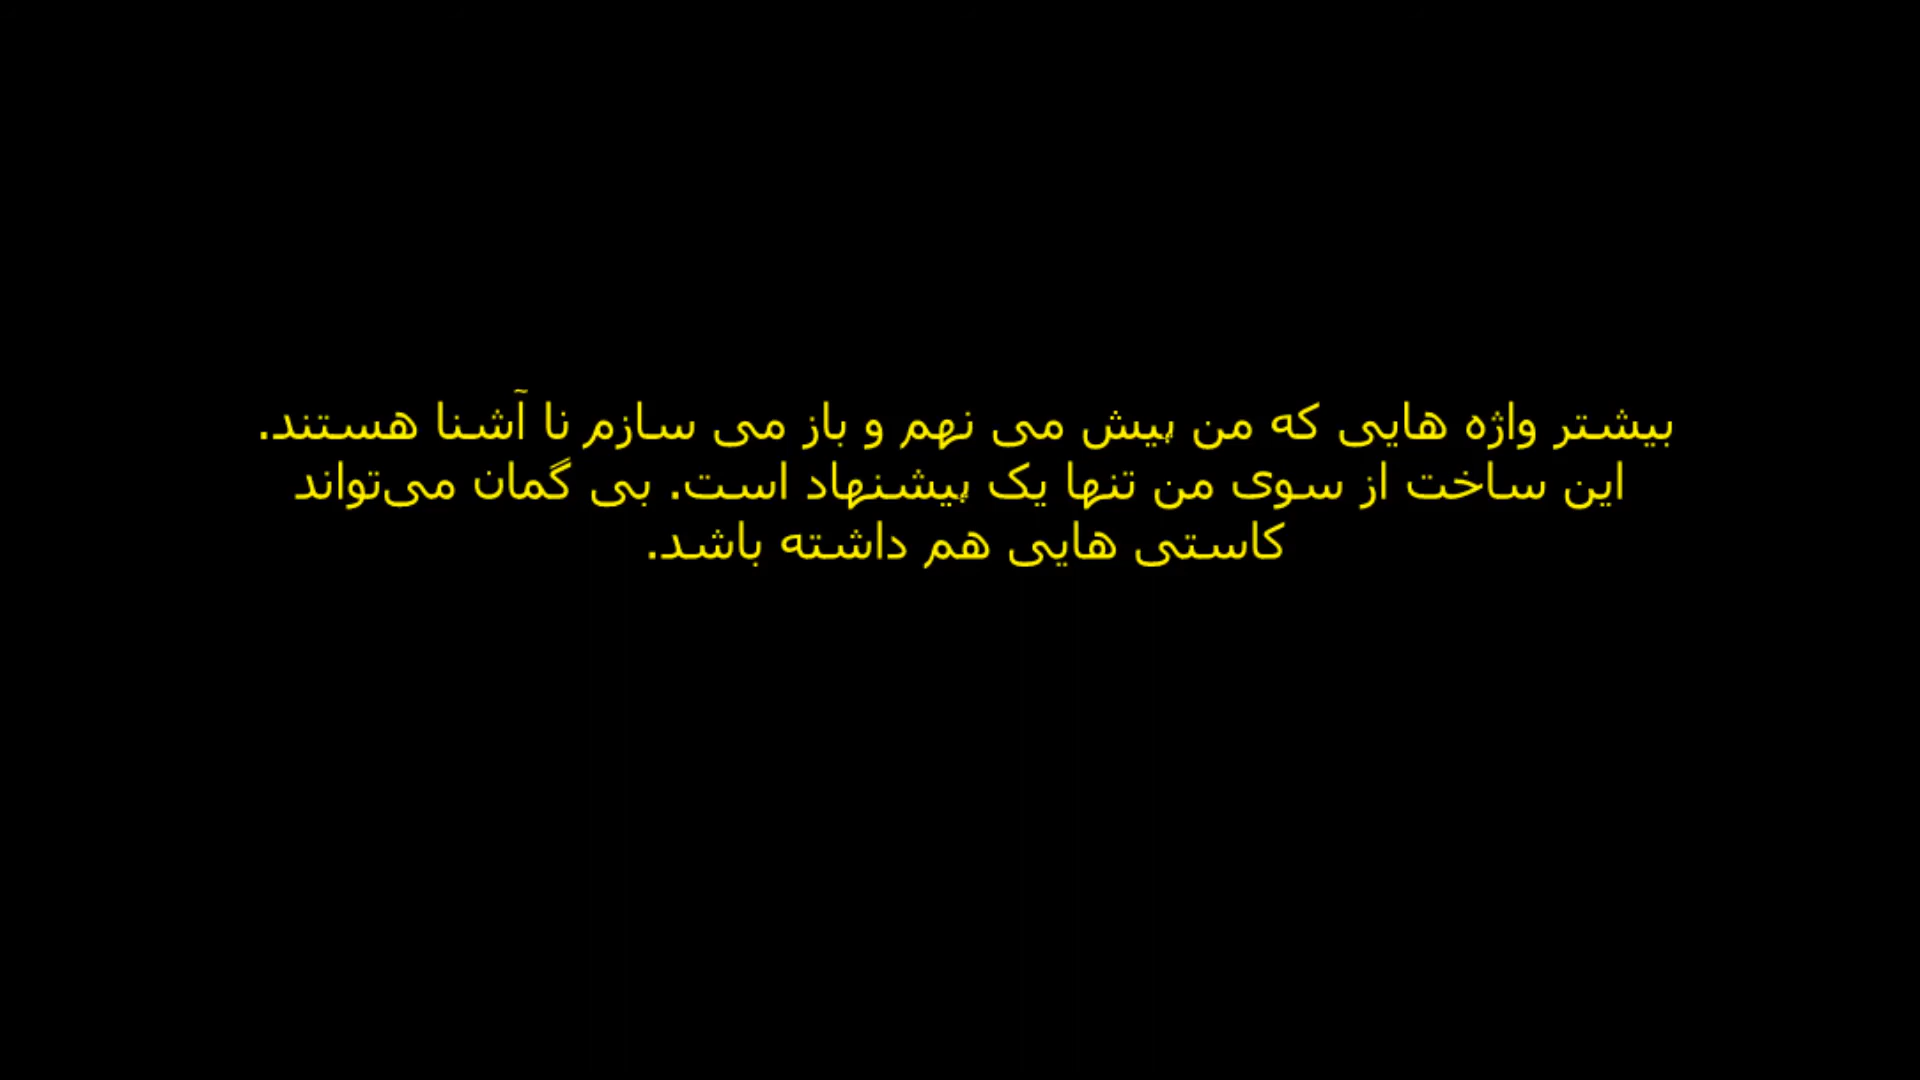 بیشتر واژه هایی که من پیش می نهم و باز می سازم نا آشنا هستند.
این ساخت از سوی من تنها یک پیشنهاد است. بی گمان می‌تواند
کاستی هایی هم داشته باشد.